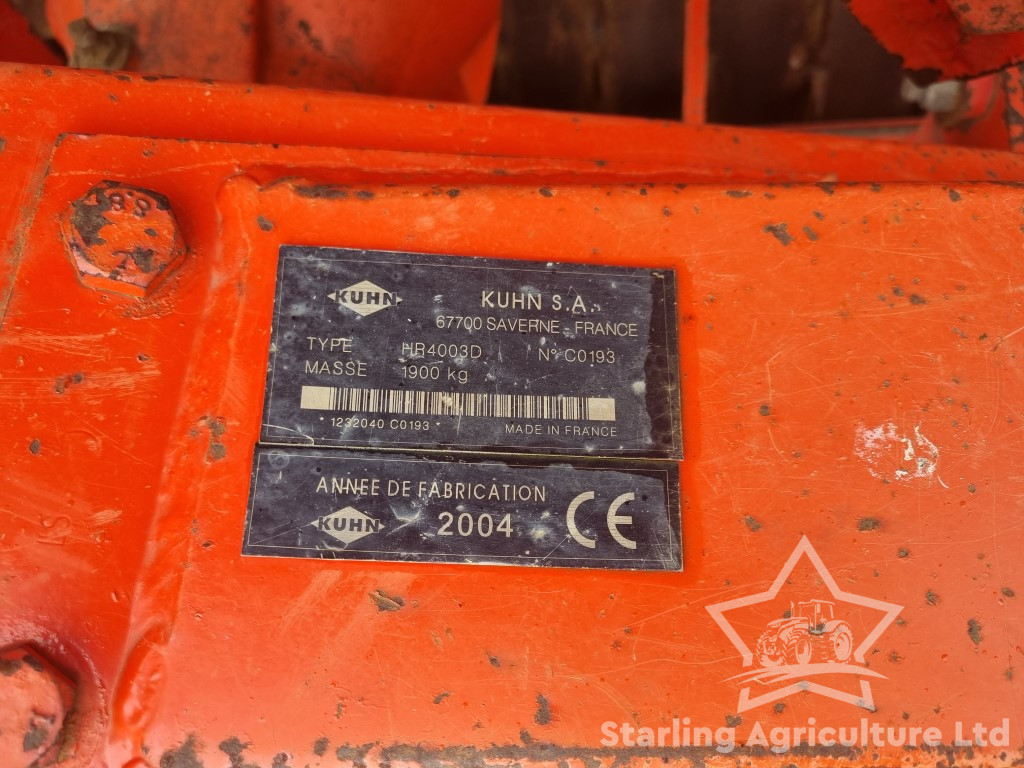 8.8
KUHN
KUHN S.A.
67700 SAVERNE - FRANCE
TYPE HR4003D N° C0193
MASSE 1900 kg
* 1232040 C0193 *
MADE IN FRANCE
ANNEE DE FABRICATION
KUHN 2004 CE
Starling Agriculture Ltd